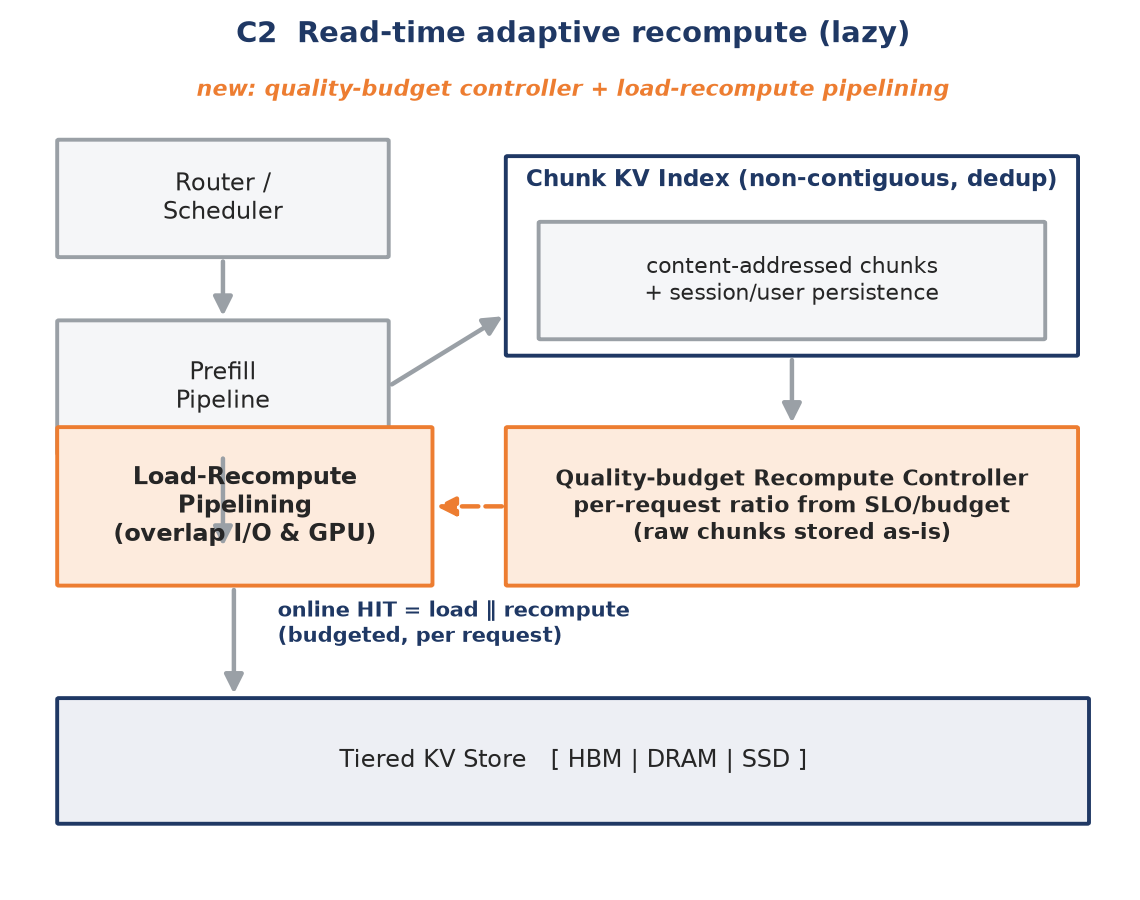 C2  Read-time adaptive recompute (lazy)
new: quality-budget controller + load-recompute pipelining
Router /
Scheduler
Chunk KV Index (non-contiguous, dedup)
content-addressed chunks
+ session/user persistence
Prefill
Pipeline
Load-Recompute
Pipelining
(overlap I/O & GPU)
Quality-budget Recompute Controller
per-request ratio from SLO/budget
(raw chunks stored as-is)
online HIT = load ∥ recompute
(budgeted, per request)
Tiered KV Store   [ HBM | DRAM | SSD ]